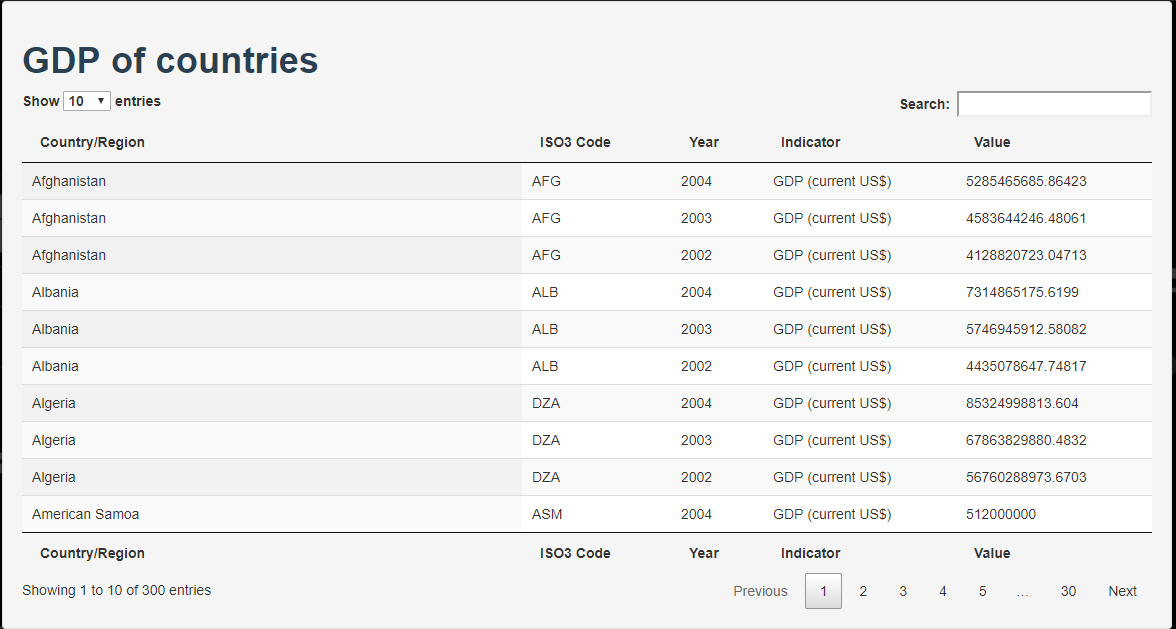 GDP of countries
Show 10 ▼ entries
Search:
Country/Region ISO3 Code Year Indicator Value
Afghanistan AFG 2004 GDP (current US$) 5285465685.86423
Afghanistan AFG 2003 GDP (current US$) 4583644246.48061
Afghanistan AFG 2002 GDP (current US$) 4128820723.04713
Albania ALB 2004 GDP (current US$) 7314865175.6199
Albania ALB 2003 GDP (current US$) 5746945912.58082
Albania ALB 2002 GDP (current US$) 4435078647.74817
Algeria DZA 2004 GDP (current US$) 85324998813.604
Algeria DZA 2003 GDP (current US$) 67863829880.4832
Algeria DZA 2002 GDP (current US$) 56760288973.6703
American Samoa ASM 2004 GDP (current US$) 512000000
Country/Region ISO3 Code Year Indicator Value
Showing 1 to 10 of 300 entries
Previous 1 2 3 4 5 … 30 Next